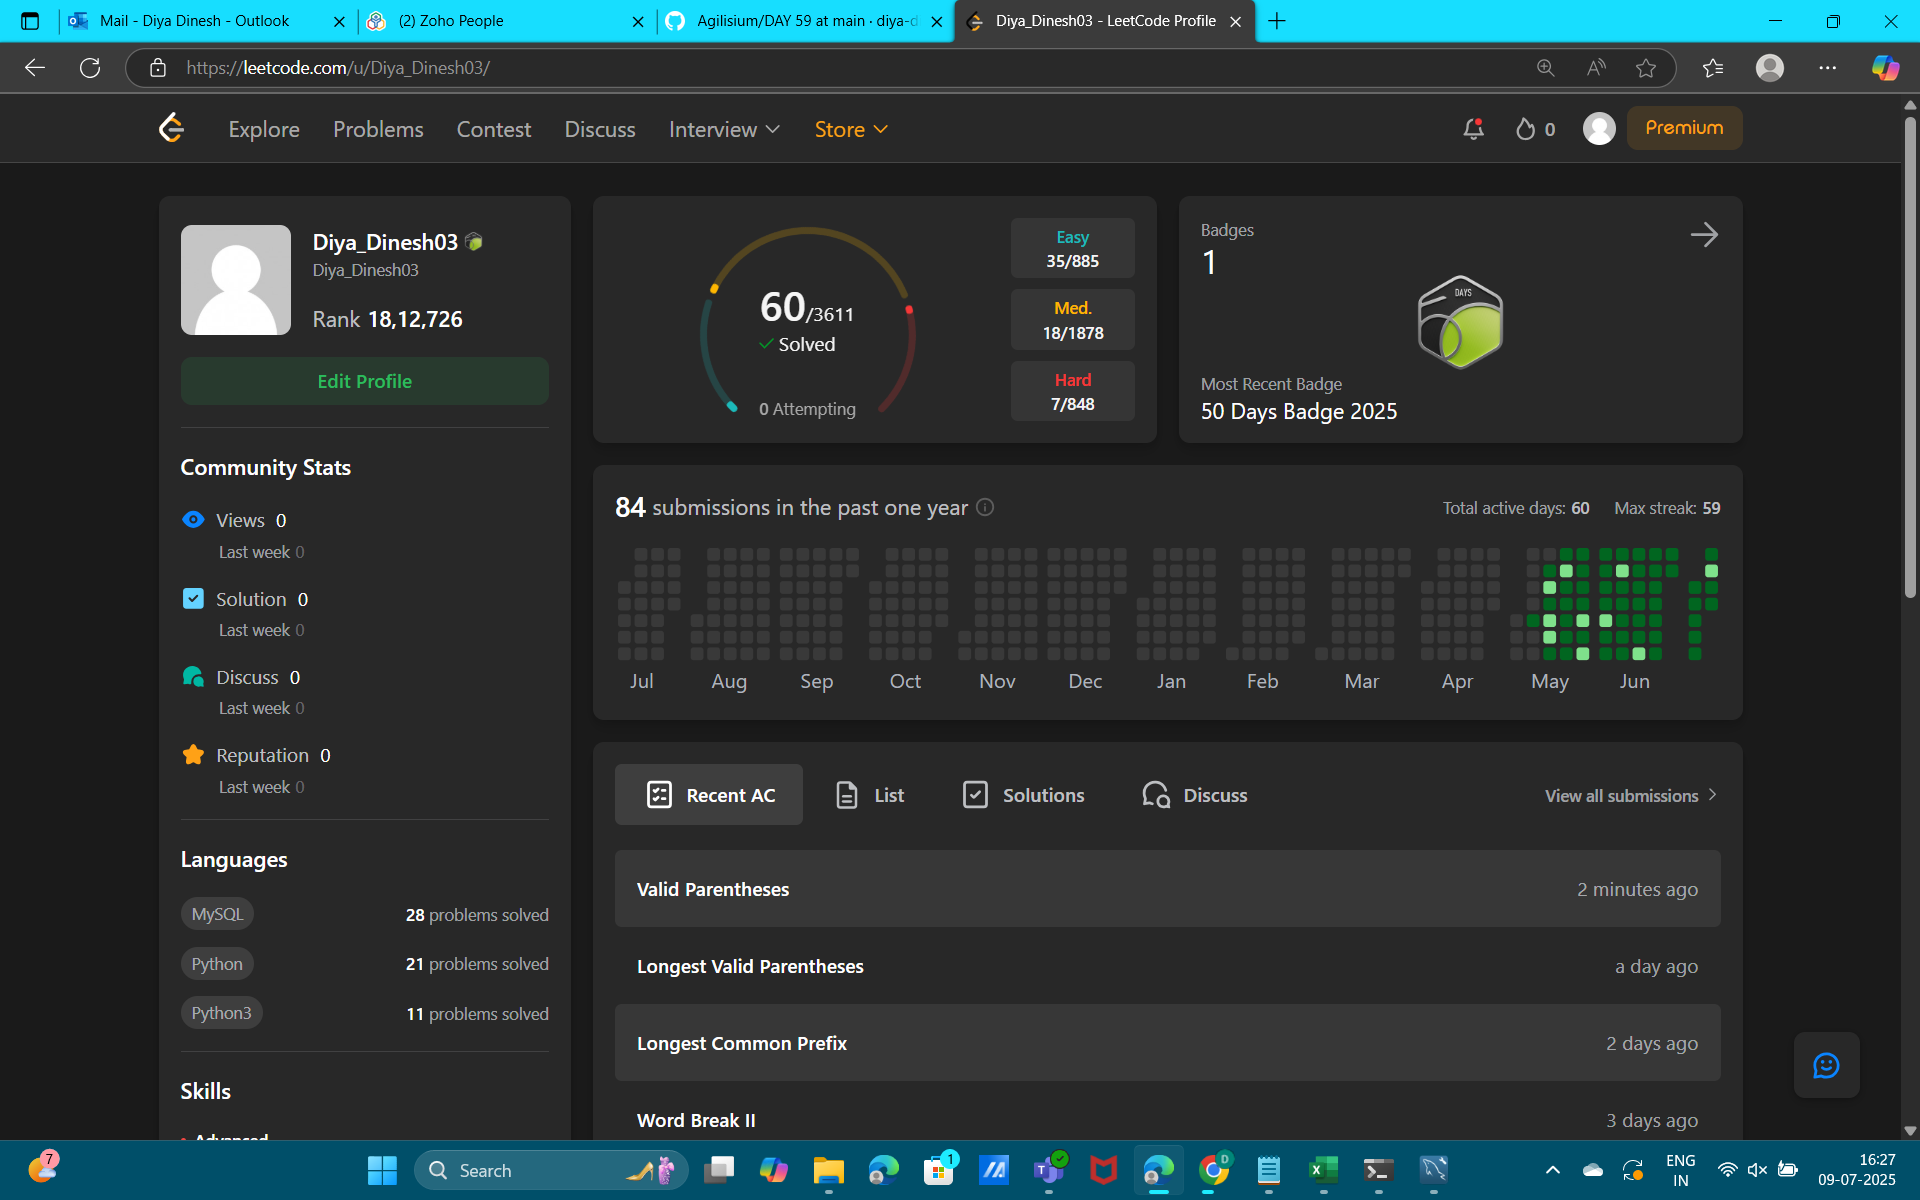 Mail - Diya Dinesh - Outlook
(2) Zoho People
Agilisium/DAY 59 at main · diya-d
Diya_Dinesh03 - LeetCode Profile
https://leetcode.com/u/Diya_Dinesh03/
Explore
Problems
Contest
Discuss
Interview
Store
0
Premium
Diya_Dinesh03
Diya_Dinesh03
Rank 18,12,726
Edit Profile
Community Stats
Views 0
Last week 0
Solution 0
Last week 0
Discuss 0
Last week 0
Reputation 0
Last week 0
Languages
MySQL
28 problems solved
Python
21 problems solved
Python3
11 problems solved
Skills
Advanced
60/3611
Solved
0 Attempting
Easy
35/885
Med.
18/1878
Hard
7/848
Badges
1
DAYS
Most Recent Badge
50 Days Badge 2025
84 submissions in the past one year
Total active days: 60
Max streak: 59
Jul
Aug
Sep
Oct
Nov
Dec
Jan
Feb
Mar
Apr
May
Jun
Recent AC
List
Solutions
Discuss
View all submissions
Valid Parentheses
2 minutes ago
Longest Valid Parentheses
a day ago
Longest Common Prefix
2 days ago
Word Break II
3 days ago
7
Search
1
D
ENG
IN
16:27
09-07-2025